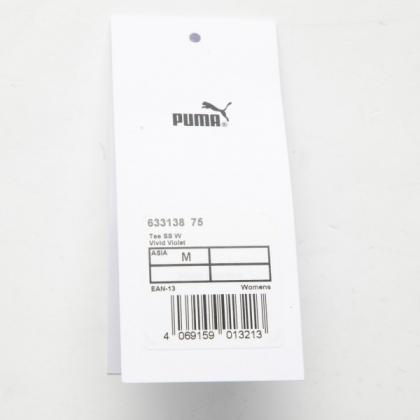 PUMA®
633138 75
Tee SS W
Vivid Violet
ASIA M
EAN-13 Womens
4 069159 013213